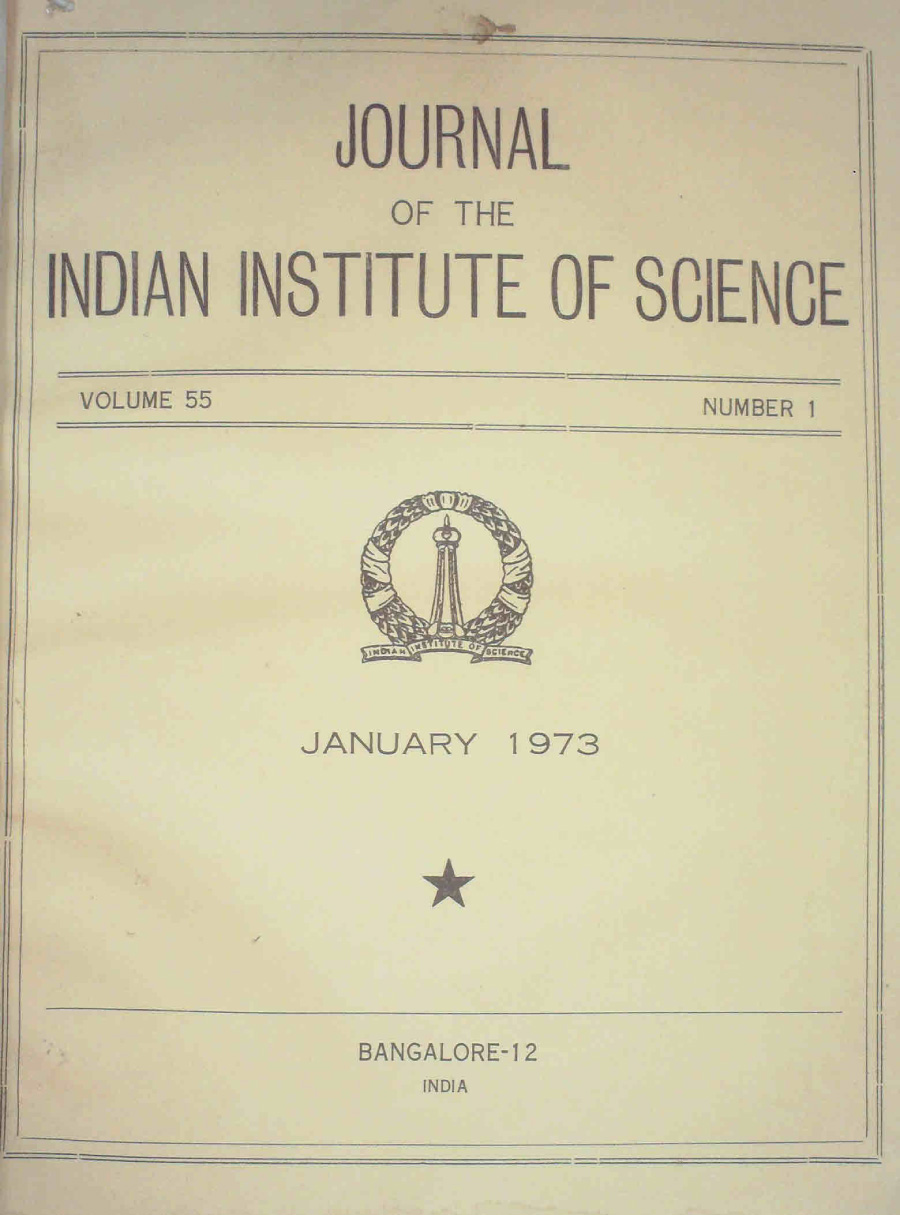 JOURNAL
OF THE
INDIAN INSTITUTE OF SCIENCE
VOLUME 55 NUMBER 1
INDIAN INSTITUTE OF SCIENCE
JANUARY 1973
BANGALORE-12
INDIA